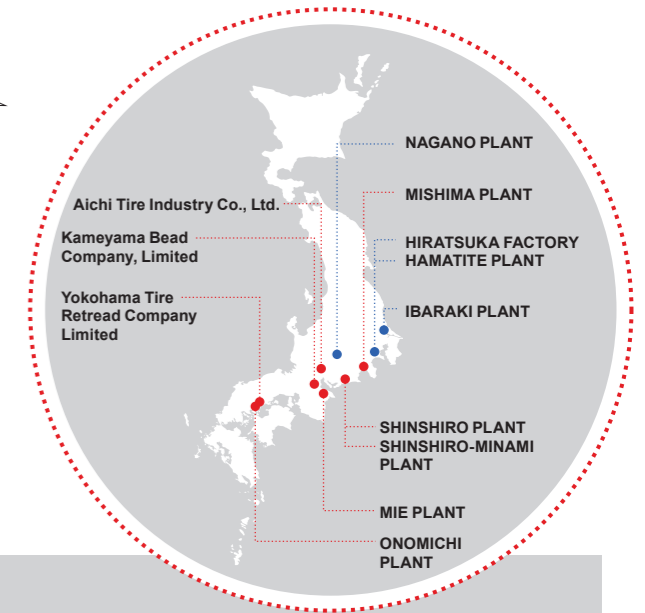 NAGANO PLANT
MISHIMA PLANT
Aichi Tire Industry Co., Ltd.
Kameyama Bead
Company, Limited
HIRATSUKA FACTORY
HAMATITE PLANT
Yokohama Tire
Retread Company
Limited
IBARAKI PLANT
SHINSHIRO PLANT
SHINSHIRO-MINAMI
PLANT
MIE PLANT
ONOMICHI
PLANT